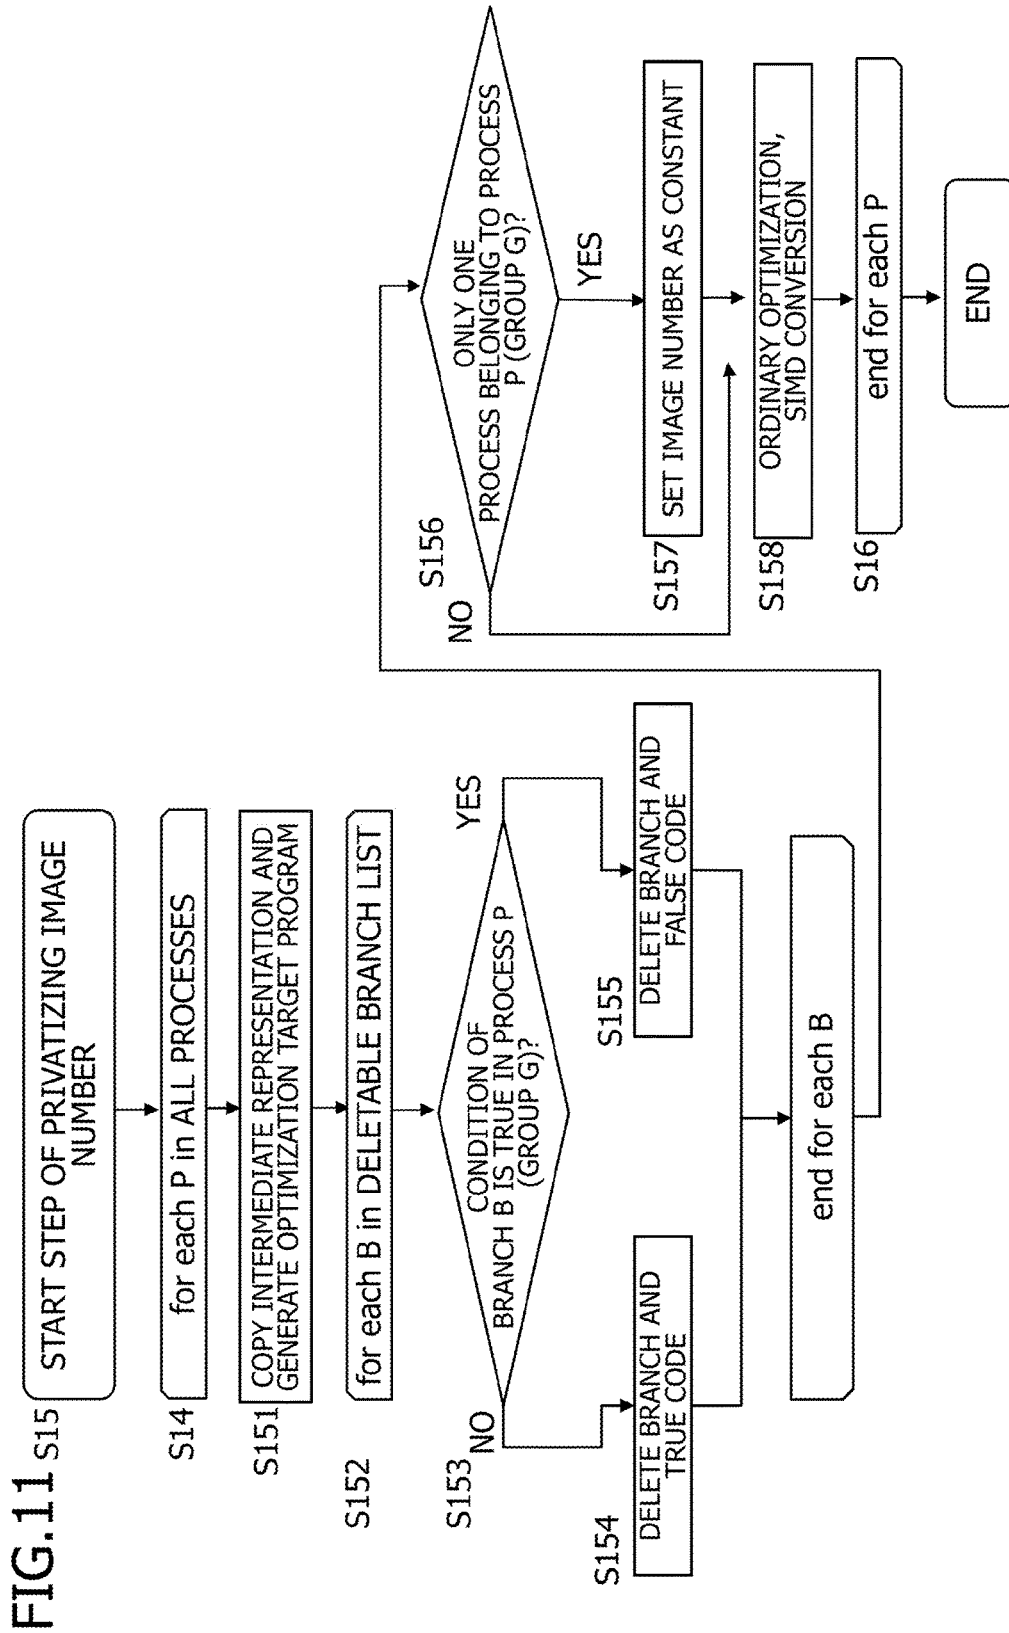 FIG.11
S15
START STEP OF PRIVATIZING IMAGE
NUMBER
S14
for each P in ALL PROCESSES
S151
COPY INTERMEDIATE REPRESENTATION AND
GENERATE OPTIMIZATION TARGET PROGRAM
S152
for each B in DELETABLE BRANCH LIST
S153
CONDITION OF
BRANCH B IS TRUE IN PROCESS P
(GROUP G)?
NO
YES
S154
DELETE BRANCH AND
TRUE CODE
S155
DELETE BRANCH AND
FALSE CODE
end for each B
S156
ONLY ONE
PROCESS BELONGING TO PROCESS
P (GROUP G)?
NO
YES
S157
SET IMAGE NUMBER AS CONSTANT
S158
ORDINARY OPTIMIZATION,
SIMD CONVERSION
S16
end for each P
END